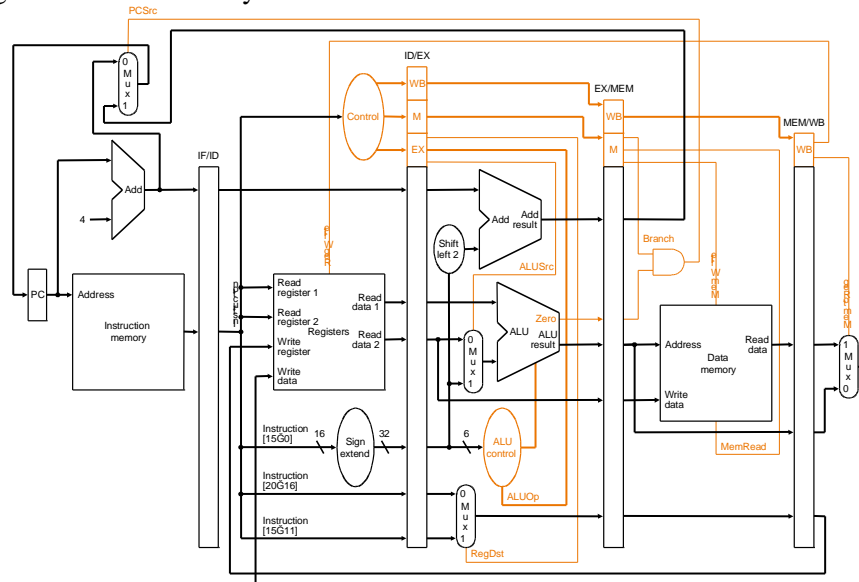 PCSrc
ID/EX
0
M
u
x
1
WB
EX/MEM
Control
M
WB
MEM/WB
EX
M
WB
IF/ID
Add
4
Add
Add
result
Shift
left 2
Branch
ALUSrc
PC
Address
Instruction
memory
Read
register 1
Read
register 2
Registers
Write
register
Write
data
Read
data 1
Read
data 2
0
M
u
x
1
Zero
ALU
ALU
result
Address
Data
memory
Read
data
Write
data
1
M
u
x
0
Instruction
[15G0]
16
Sign
extend
32
6
ALU
control
MemRead
Instruction
[20G16]
ALUOp
0
M
u
x
1
Instruction
[15G11]
RegDst